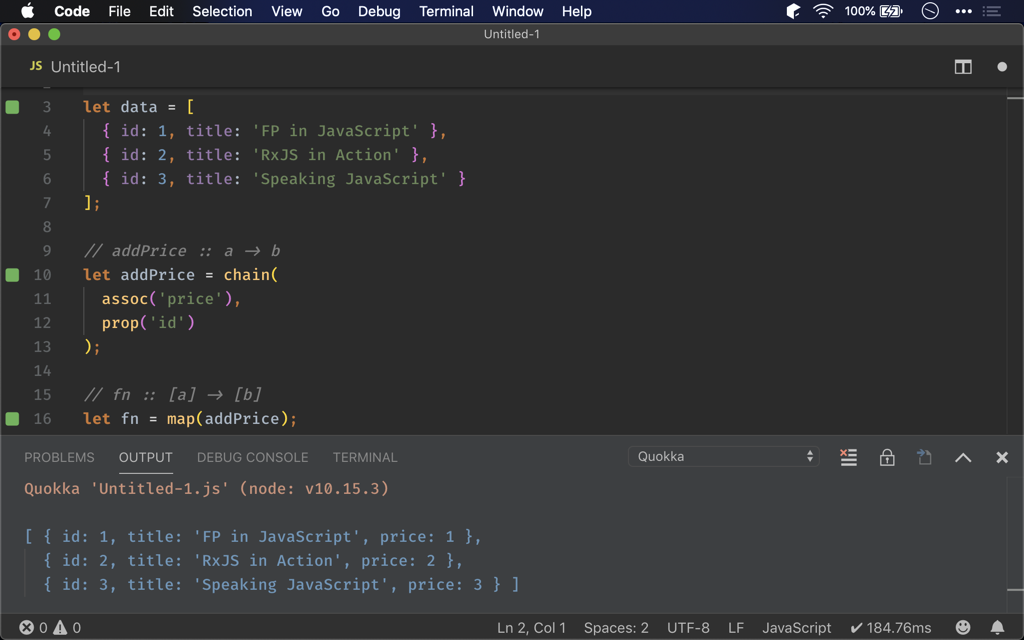 Code File Edit Selection View Go Debug Terminal Window Help 100%
Untitled-1
JS Untitled-1
3 let data = [
4 { id: 1, title: 'FP in JavaScript' },
5 { id: 2, title: 'RxJS in Action' },
6 { id: 3, title: 'Speaking JavaScript' }
7 ];
8
9 // addPrice :: a -> b
10 let addPrice = chain(
11 assoc('price'),
12 prop('id')
13 );
14
15 // fn :: [a] -> [b]
16 let fn = map(addPrice);
PROBLEMS OUTPUT DEBUG CONSOLE TERMINAL Quokka
Quokka 'Untitled-1.js' (node: v10.15.3)
[ { id: 1, title: 'FP in JavaScript', price: 1 },
{ id: 2, title: 'RxJS in Action', price: 2 },
{ id: 3, title: 'Speaking JavaScript', price: 3 } ]
0 0 Ln 2, Col 1 Spaces: 2 UTF-8 LF JavaScript ✔ 184.76ms